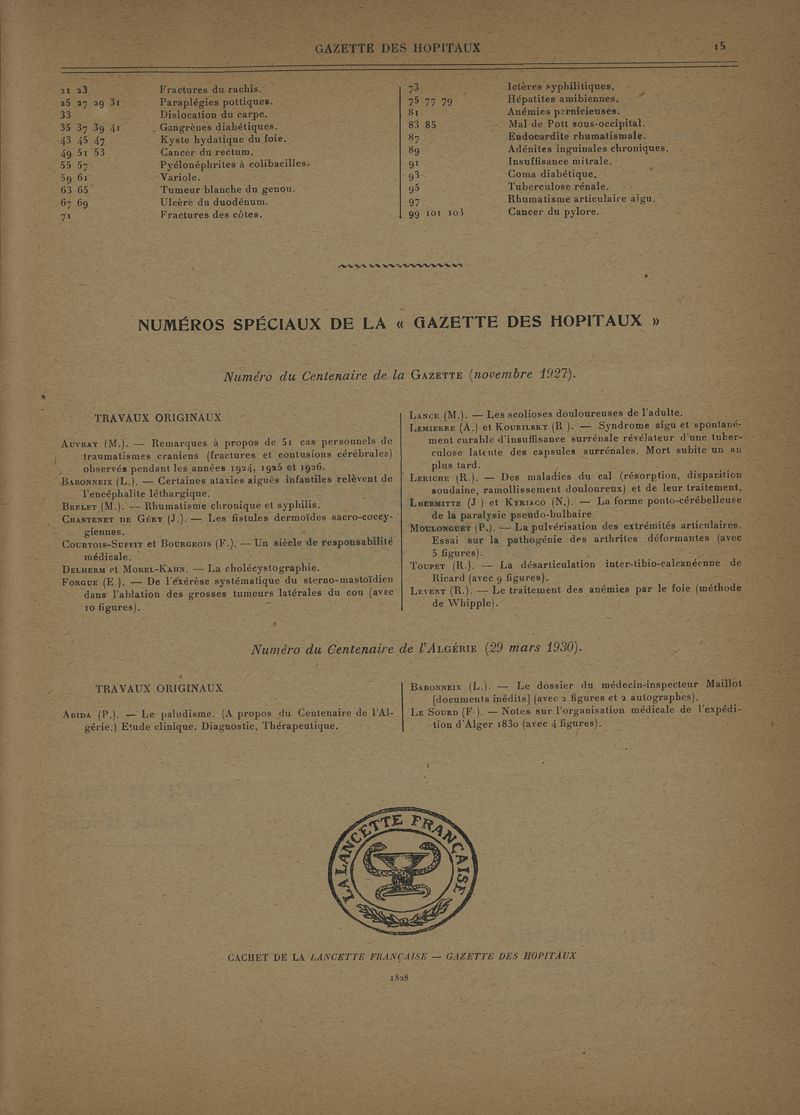 GAZETTE DES HOPITAUX 15
21 23 Fractures du rachis.
25 27 29 31 Paraplégies pottiques.
33 Dislocation du carpe.
35 37 39 41 Gangrènes diabétiques.
43 45 47 Kyste hydatique du foie.
49 51 53 Cancer du rectum.
55 57 Pyélonéphrites à colibacilles.
59 61 Variole.
63 65 Tumeur blanche du genou.
67 69 Ulcère du duodénum.
71 Fractures des côtes.
73 Ictères syphilitiques.
75 77 79 Hépatites amibiennes.
81 Anémies pernicieuses.
83 85 Mal de Pott sous-occipital.
87 Endocardite rhumatismale.
89 Adénites inguinales chroniques.
91 Insuffisance mitrale.
93 Coma diabétique.
95 Tuberculose rénale.
97 Rhumatisme articulaire aigu.
99 101 103 Cancer du pylore.
NUMÉROS SPÉCIAUX DE LA « GAZETTE DES HOPITAUX »
Numéro du Centenaire de la GAZETTE (novembre 1927).
TRAVAUX ORIGINAUX
AUVRAY (M.). — Remarques à propos de 51 cas personnels de
traumatismes craniens (fractures et contusions cérébrales)
observés pendant les années 1924, 1925 et 1926.
BABONNEIX (L.). — Certaines ataxies aiguës infantiles relèvent de
l'encéphalite léthargique.
BRELET (M.). — Rhumatisme chronique et syphilis.
CHASTENET DE GÉRY (J.). — Les fistules dermoïdes sacro-coccy-
giennes.
COURTOIS-SUFFIT et BOURGEOIS (F.). — Un siècle de responsabilité
médicale.
DELHERM et MOREL-KAHN. — La cholécystographie.
FORGUE (E.). — De l'exérèse systématique du sterno-mastoïdien
dans l'ablation des grosses tumeurs latérales du cou (avec
10 figures).
LANCE (M.). — Les scolioses douloureuses de l'adulte.
LEMIERRE (A.) et KOURILSKY (R ). — Syndrome aigu et spontané-
ment curable d'insuffisance surrénale révélateur d'une tuber-
culose latente des capsules surrénales. Mort subite un an
plus tard.
LERICHE (R.). — Des maladies du cal (résorption, disparition
soudaine, ramollissement douloureux) et de leur traitement.
LHERMITTE (J ) et KYRIACO (N.). — La forme ponto-cérébelleuse
de la paralysie pseudo-bulbaire.
MOULONGUET (P.). — La pulvérisation des extrémités articulaires.
Essai sur la pathogénie des arthrites déformantes (avec
5 figures).
TOUPET (R.). — La désarticulation inter-tibio-calcanéenne de
Ricard (avec 9 figures).
LEVENT (R.). — Le traitement des anémies par le foie (méthode
de Whipple).
Numéro du Centenaire de l'ALGÉRIE (29 mars 1930).
TRAVAUX ORIGINAUX
ADIDA (P.). — Le paludisme. (A propos du Centenaire de l'Al-
gérie.) Etude clinique. Diagnostic. Thérapeutique.
BABONNEIX (L.). — Le dossier du médecin-inspecteur Maillot
[documents inédits] (avec 2 figures et 2 autographes).
LE SOURD (F ). — Notes sur l'organisation médicale de l'expédi-
tion d'Alger 1830 (avec 4 figures).
LA LANCETTE FRANÇAISE
CACHET DE LA LANCETTE FRANÇAISE — GAZETTE DES HOPITAUX
1828